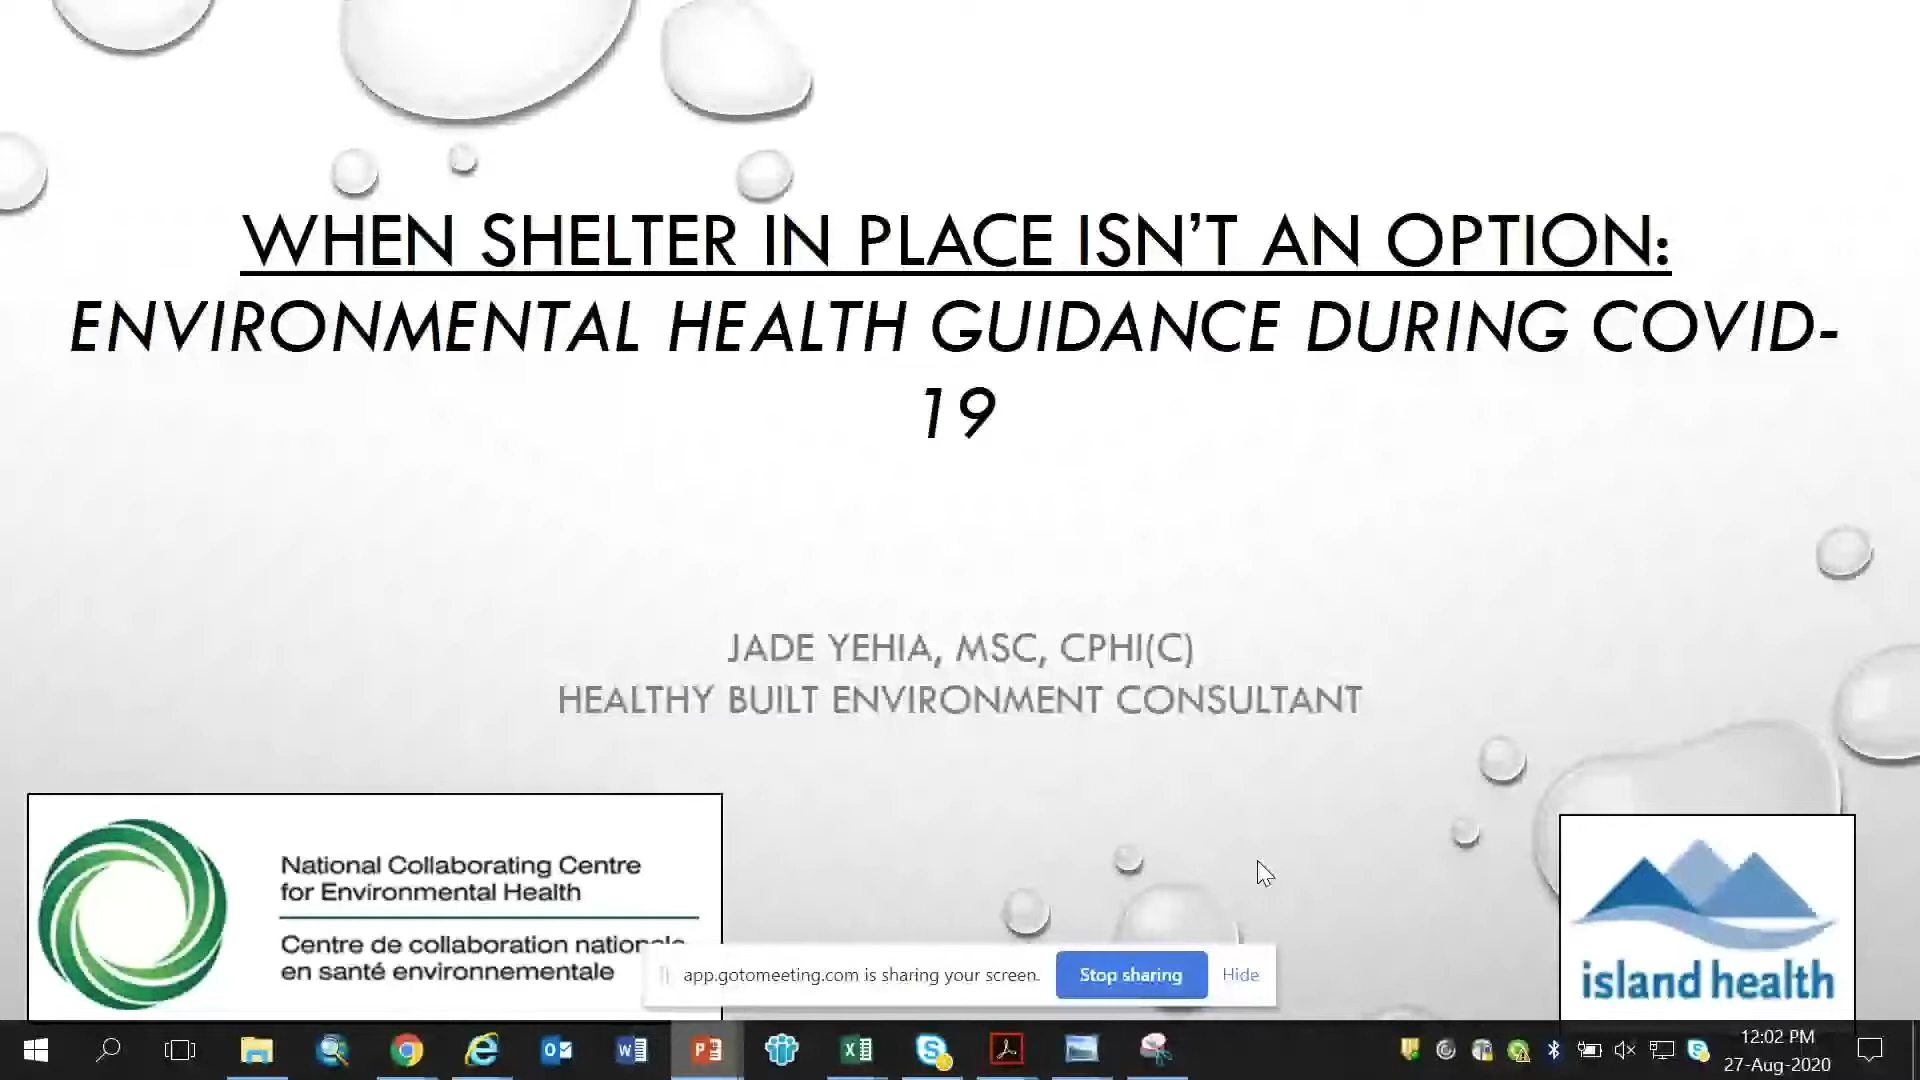 WHEN SHELTER IN PLACE ISN'T AN OPTION:
ENVIRONMENTAL HEALTH GUIDANCE DURING COVID-
19
JADE YEHIA, MSC, CPHI(C)
HEALTHY BUILT ENVIRONMENT CONSULTANT
National Collaborating Centre
for Environmental Health
Centre de collaboration nationale
en santé environnementale
app.gotomeeting.com is sharing your screen.
Stop sharing
Hide
island health
12:02 PM
27-Aug-2020